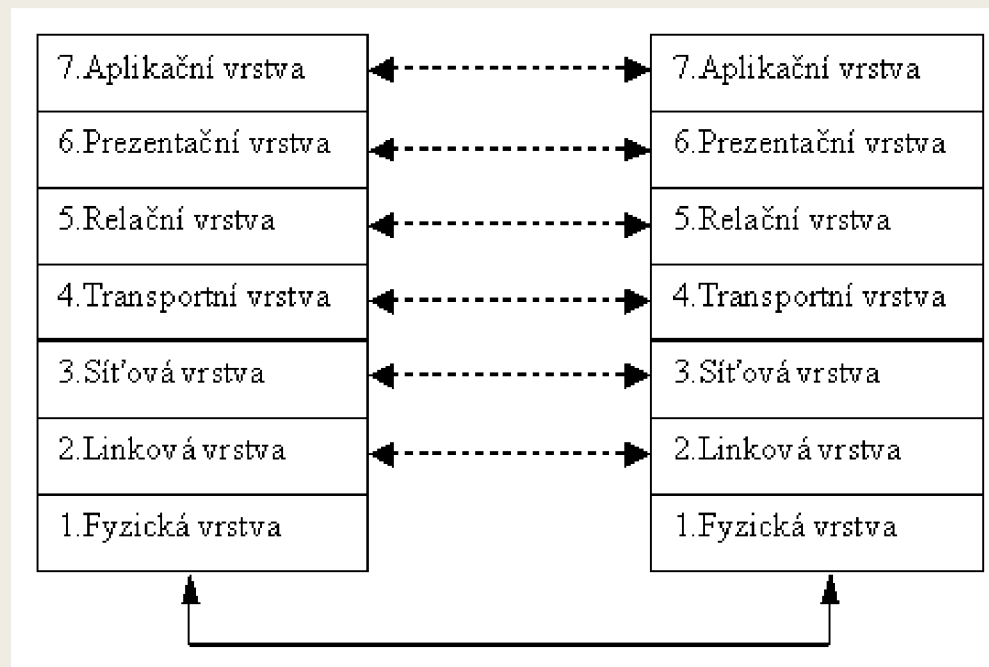 7.Aplikační vrstva
6.Prezentační vrstva
5.Relační vrstva
4.Transportní vrstva
3.Síťová vrstva
2.Linková vrstva
1.Fyzická vrstva
7.Aplikační vrstva
6.Prezentační vrstva
5.Relační vrstva
4.Transportní vrstva
3.Síťová vrstva
2.Linková vrstva
1.Fyzická vrstva